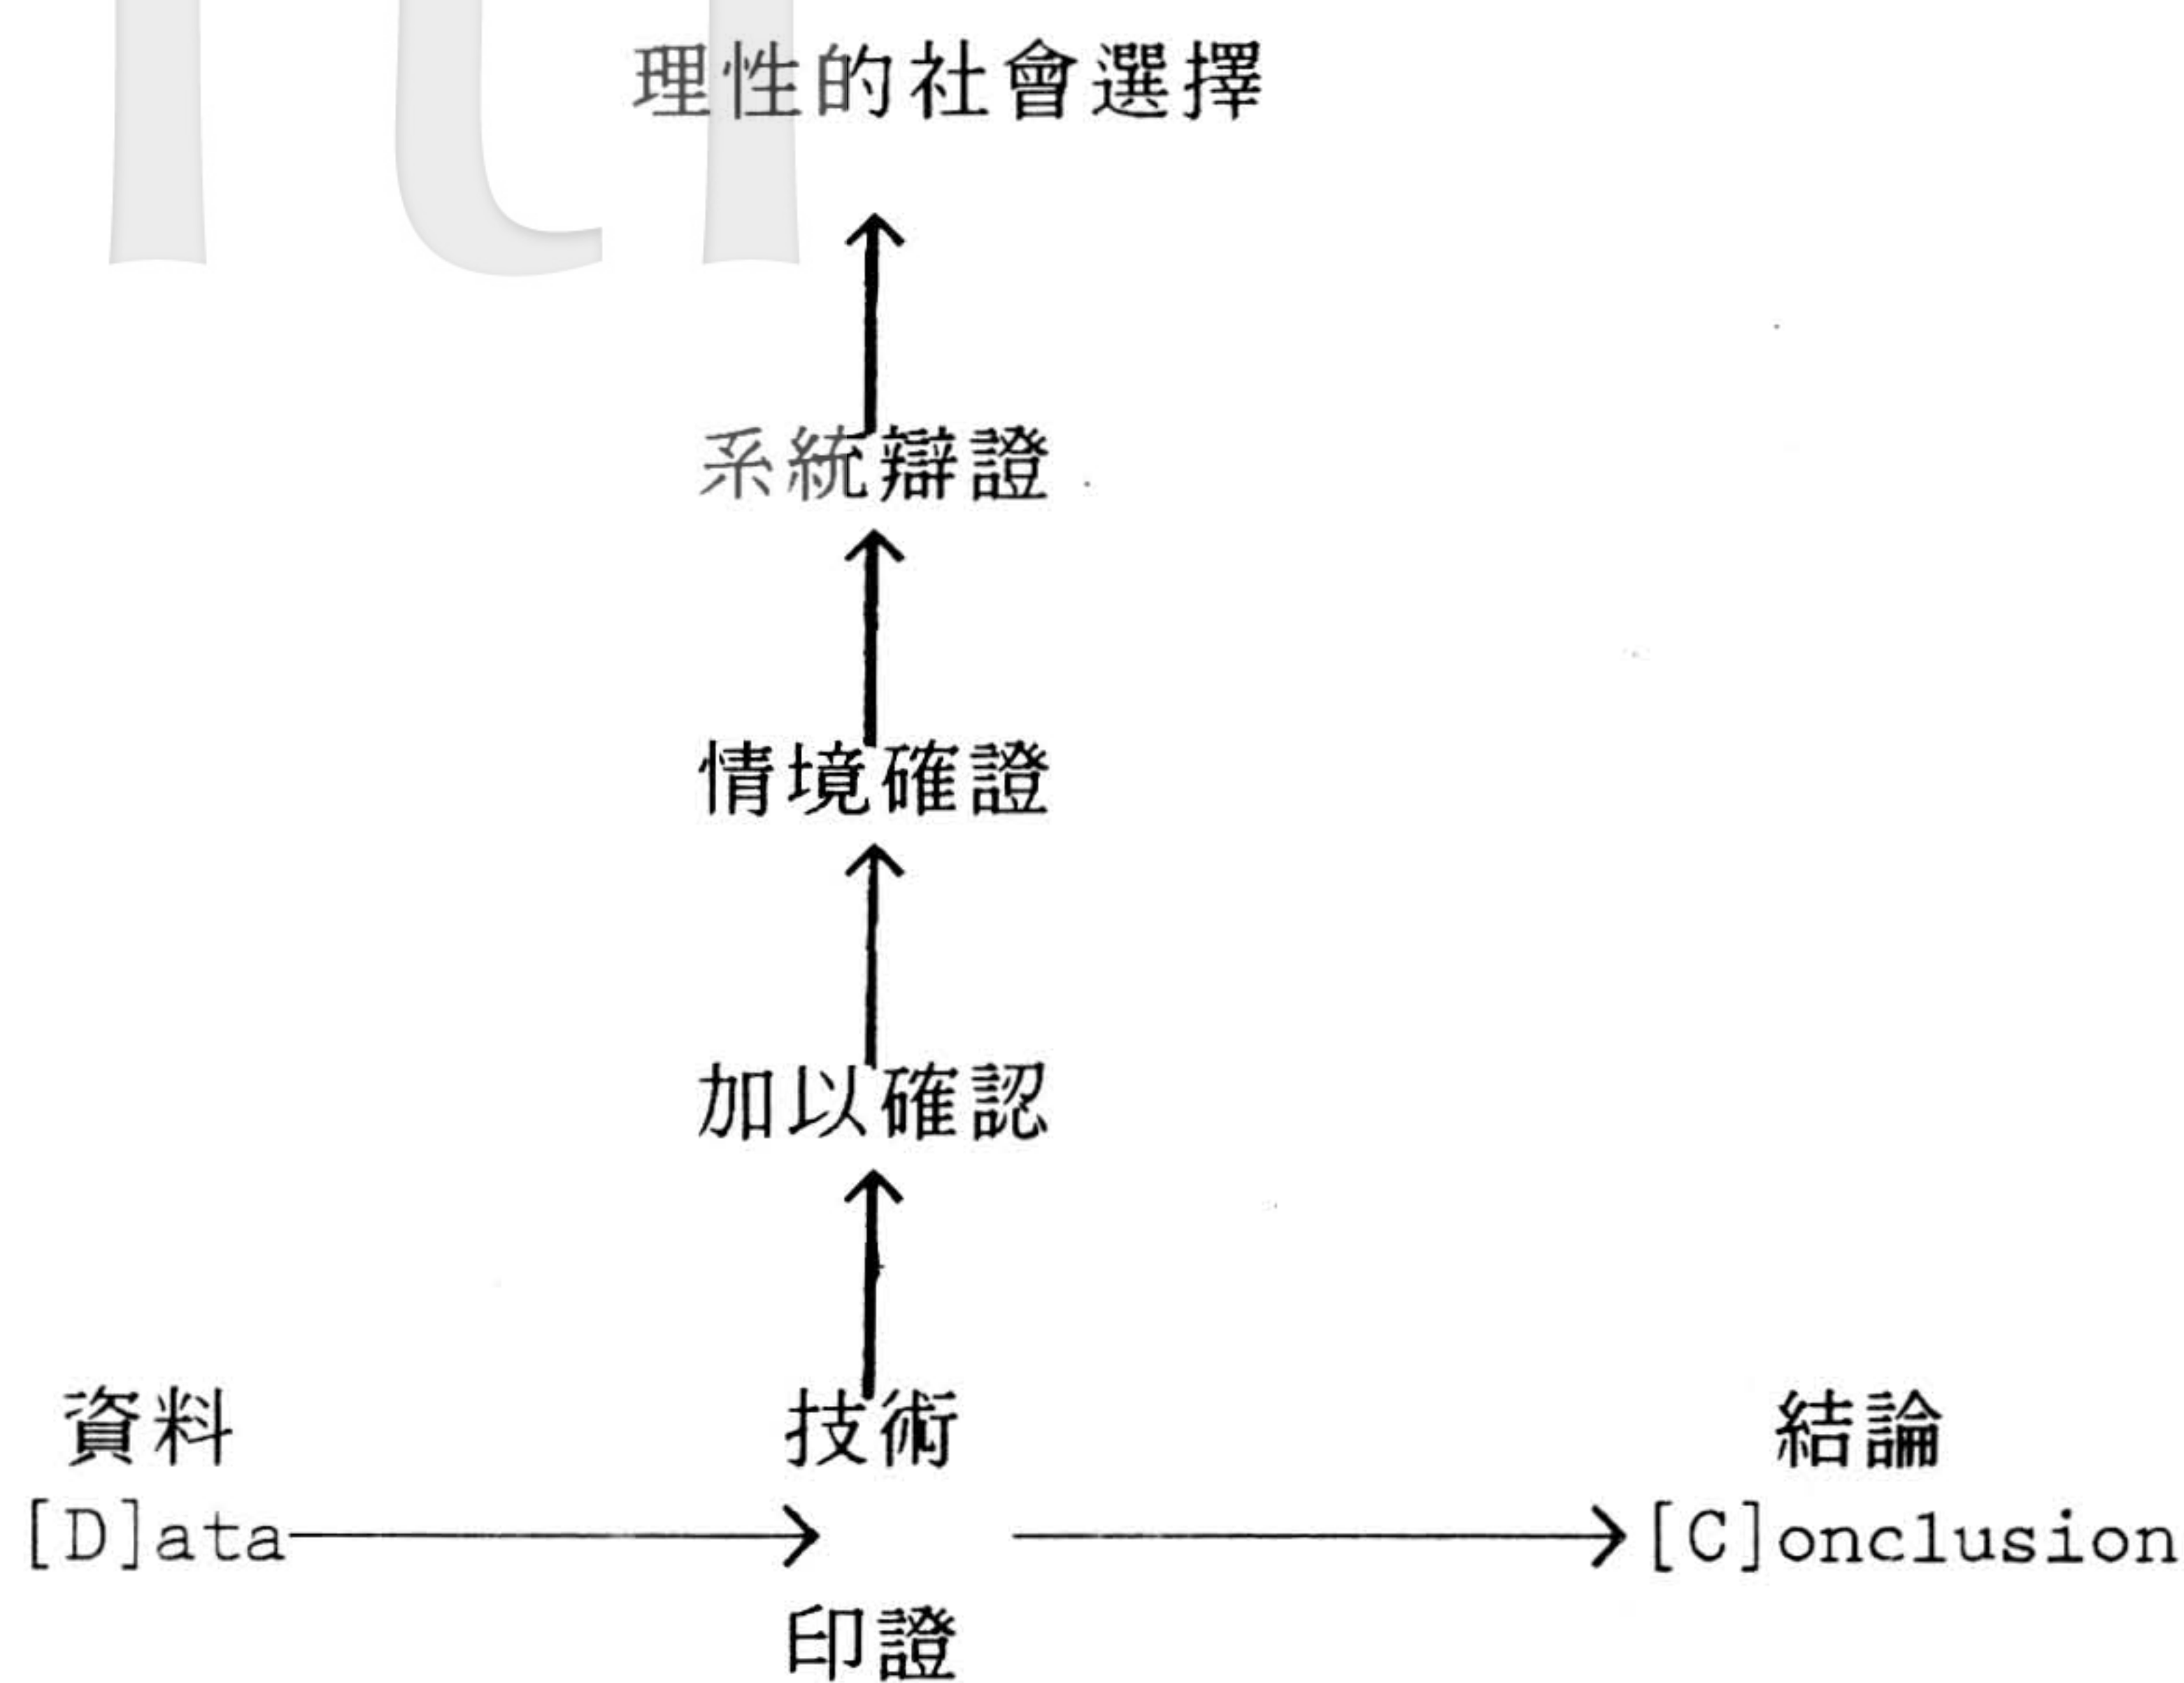 理性的社會選擇
系統辯證
情境確證
加以確認
資料 技術 結論
[D]ata [C]onclusion
印證